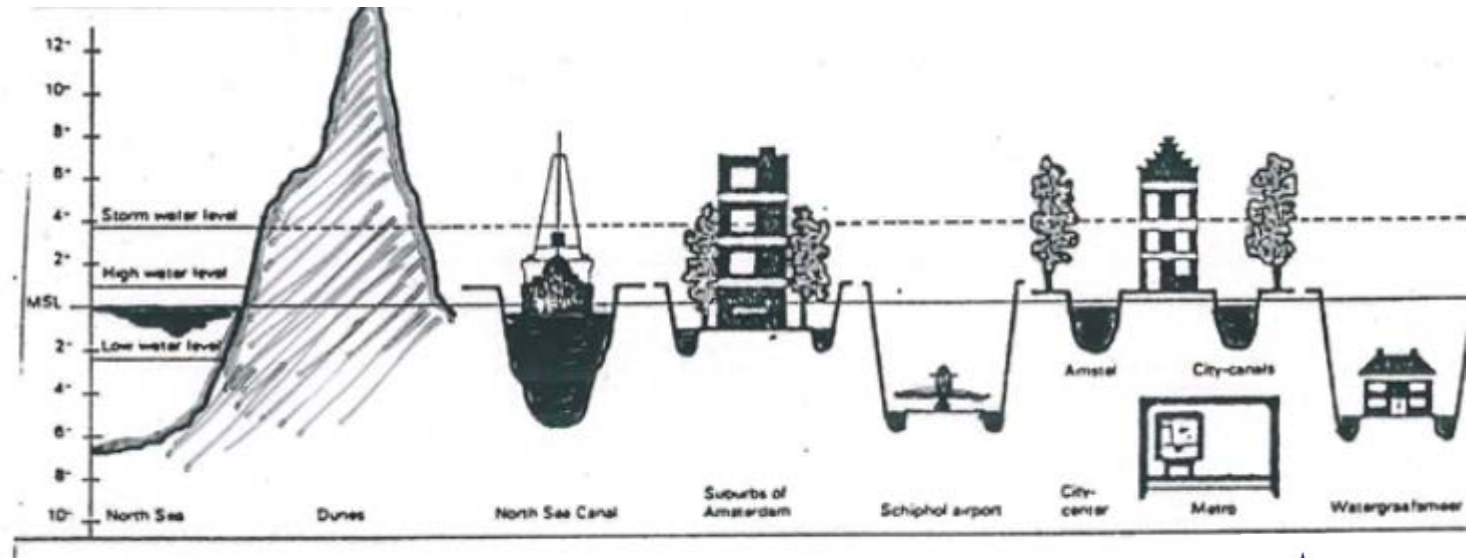 12-
10-
8-
6-
4-
2-
MSL
2-
4-
6-
8-
10-
Storm water level
High water level
Low water level
North Sea
Dunes
North Sea Canal
Suburbs of
Amsterdam
Schiphol airport
City-
center
Amstel
City-canals
Metro
Watergraafsmeer